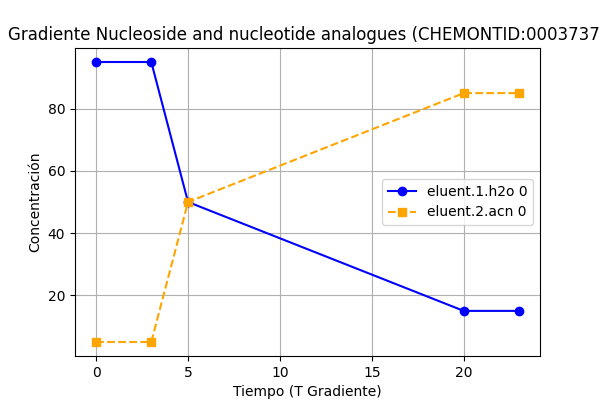 Gradiente Nucleoside and nucleotide analogues (CHEMONTID:0003737
Concentración
80
60
40
20
eluent.1.h2o 0
eluent.2.acn 0
0 5 10 15 20
Tiempo (T Gradiente)